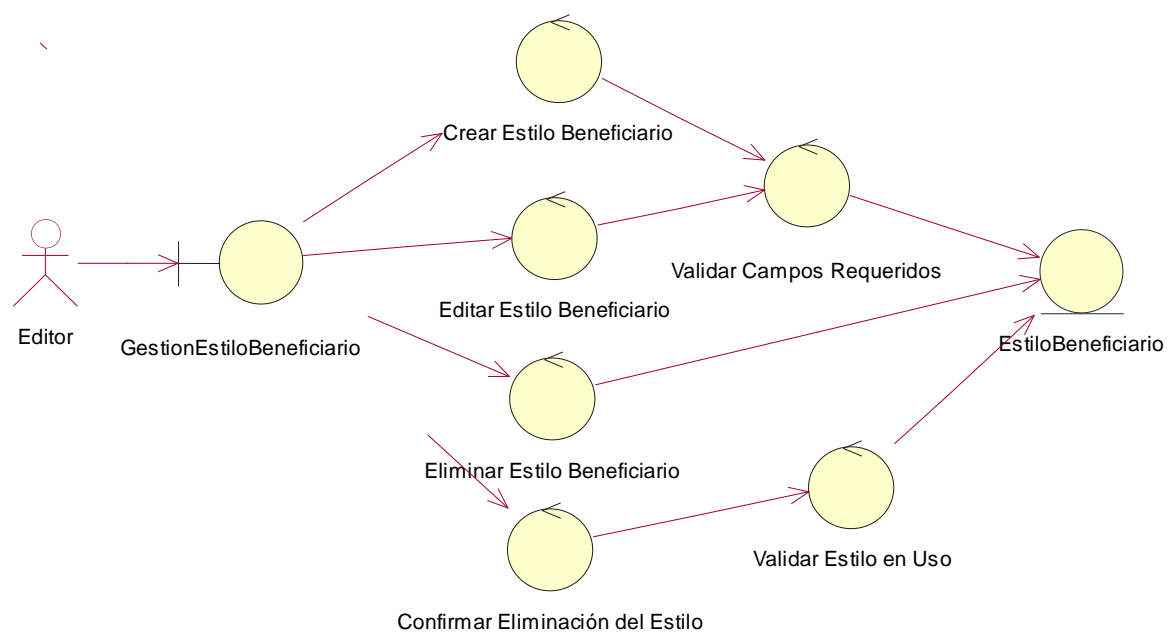 Crear Estilo Beneficiario
Validar Campos Requeridos
Editar Estilo Beneficiario
Editor
GestionEstiloBeneficiario
EstiloBeneficiario
Eliminar Estilo Beneficiario
Validar Estilo en Uso
Confirmar Eliminación del Estilo